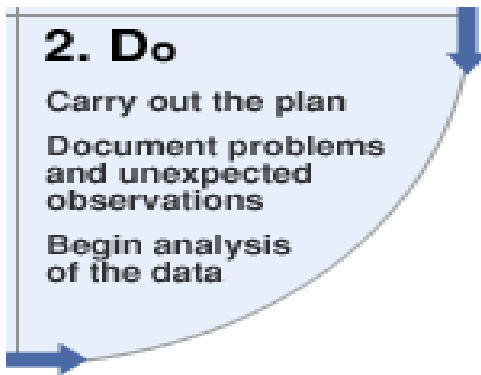 2. Do
Carry out the plan
Document problems
and unexpected
observations
Begin analysis
of the data